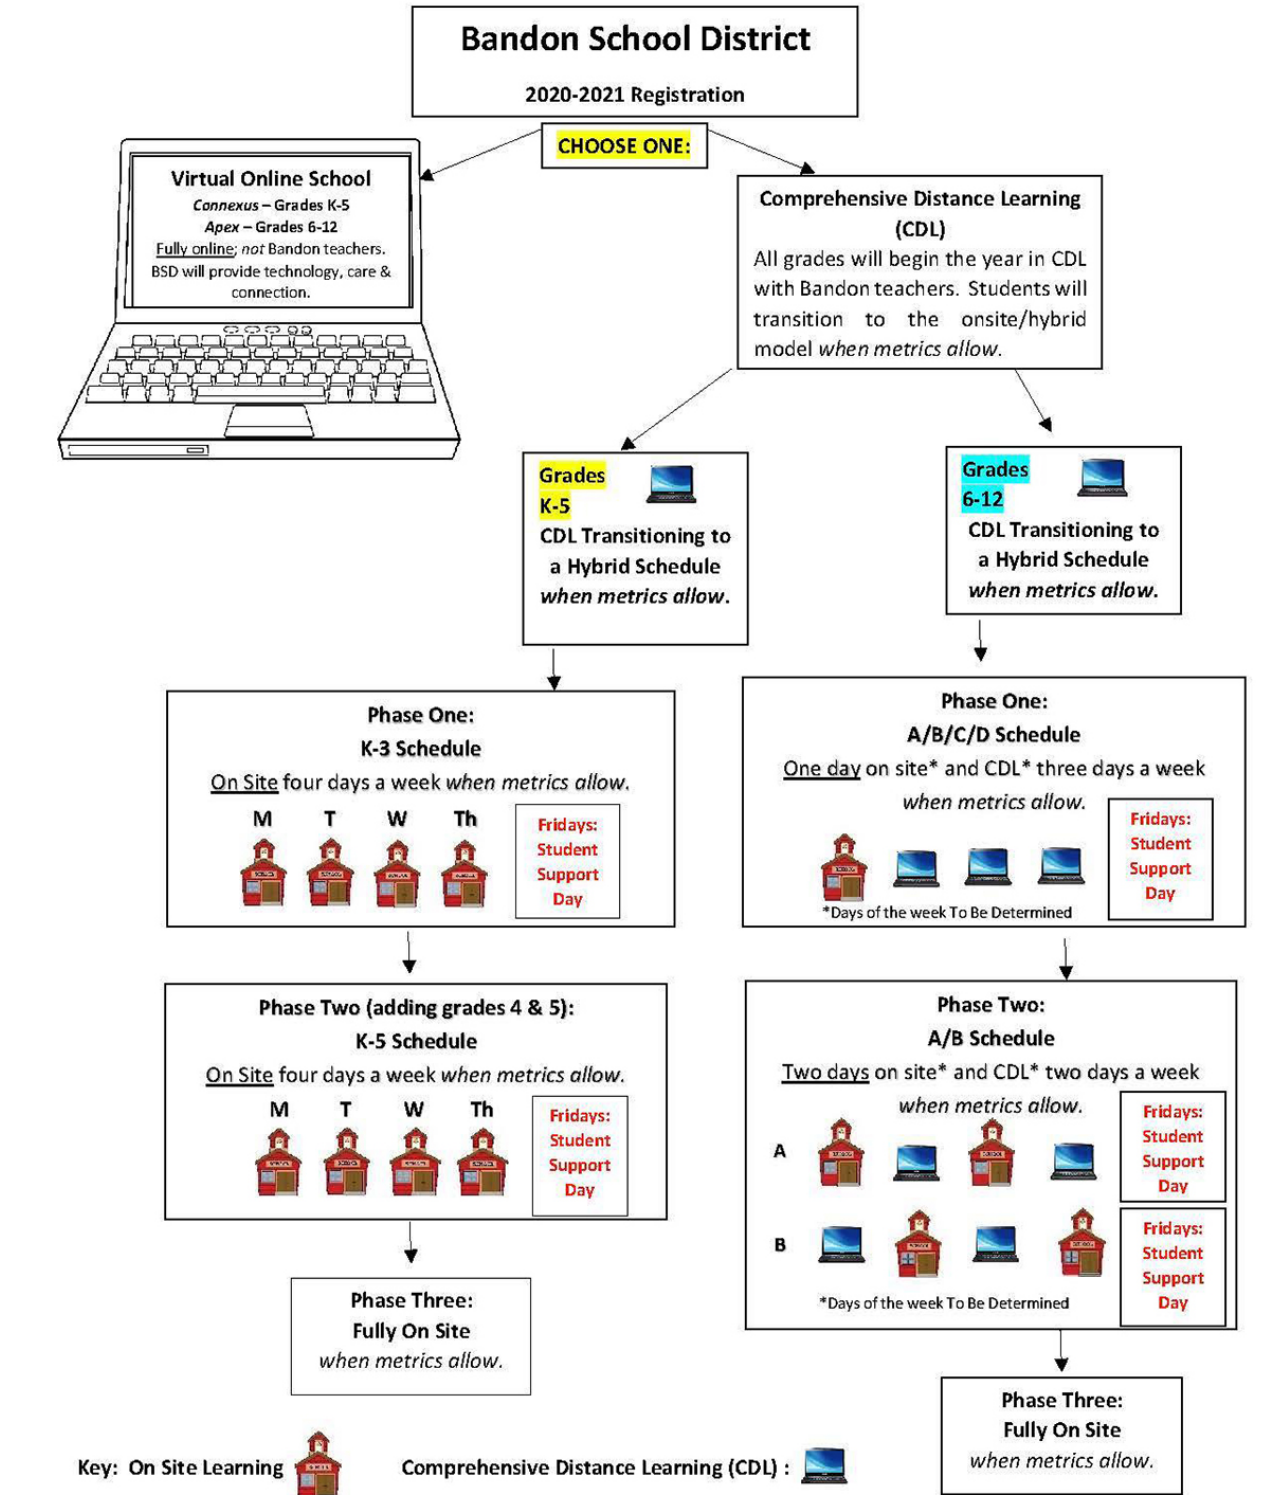 Bandon School District
2020-2021 Registration
CHOOSE ONE:
Virtual Online School
Connexus – Grades K-5
Apex – Grades 6-12
Fully online; not Bandon teachers.
BSD will provide technology, care &
connection.
Comprehensive Distance Learning
(CDL)
All grades will begin the year in CDL
with Bandon teachers. Students will
transition to the onsite/hybrid
model when metrics allow.
Grades
K-5
CDL Transitioning to
a Hybrid Schedule
when metrics allow.
Grades
6-12
CDL Transitioning to
a Hybrid Schedule
when metrics allow.
Phase One:
K-3 Schedule
On Site four days a week when metrics allow.
M T W Th
Fridays:
Student
Support
Day
Phase One:
A/B/C/D Schedule
One day on site* and CDL* three days a week
when metrics allow.
Fridays:
Student
Support
Day
*Days of the week To Be Determined
Phase Two (adding grades 4 & 5):
K-5 Schedule
On Site four days a week when metrics allow.
M T W Th
Fridays:
Student
Support
Day
Phase Two:
A/B Schedule
Two days on site* and CDL* two days a week
when metrics allow.
A
Fridays:
Student
Support
Day
B
Fridays:
Student
Support
Day
*Days of the week To Be Determined
Phase Three:
Fully On Site
when metrics allow.
Phase Three:
Fully On Site
when metrics allow.
Key: On Site Learning
Comprehensive Distance Learning (CDL) :